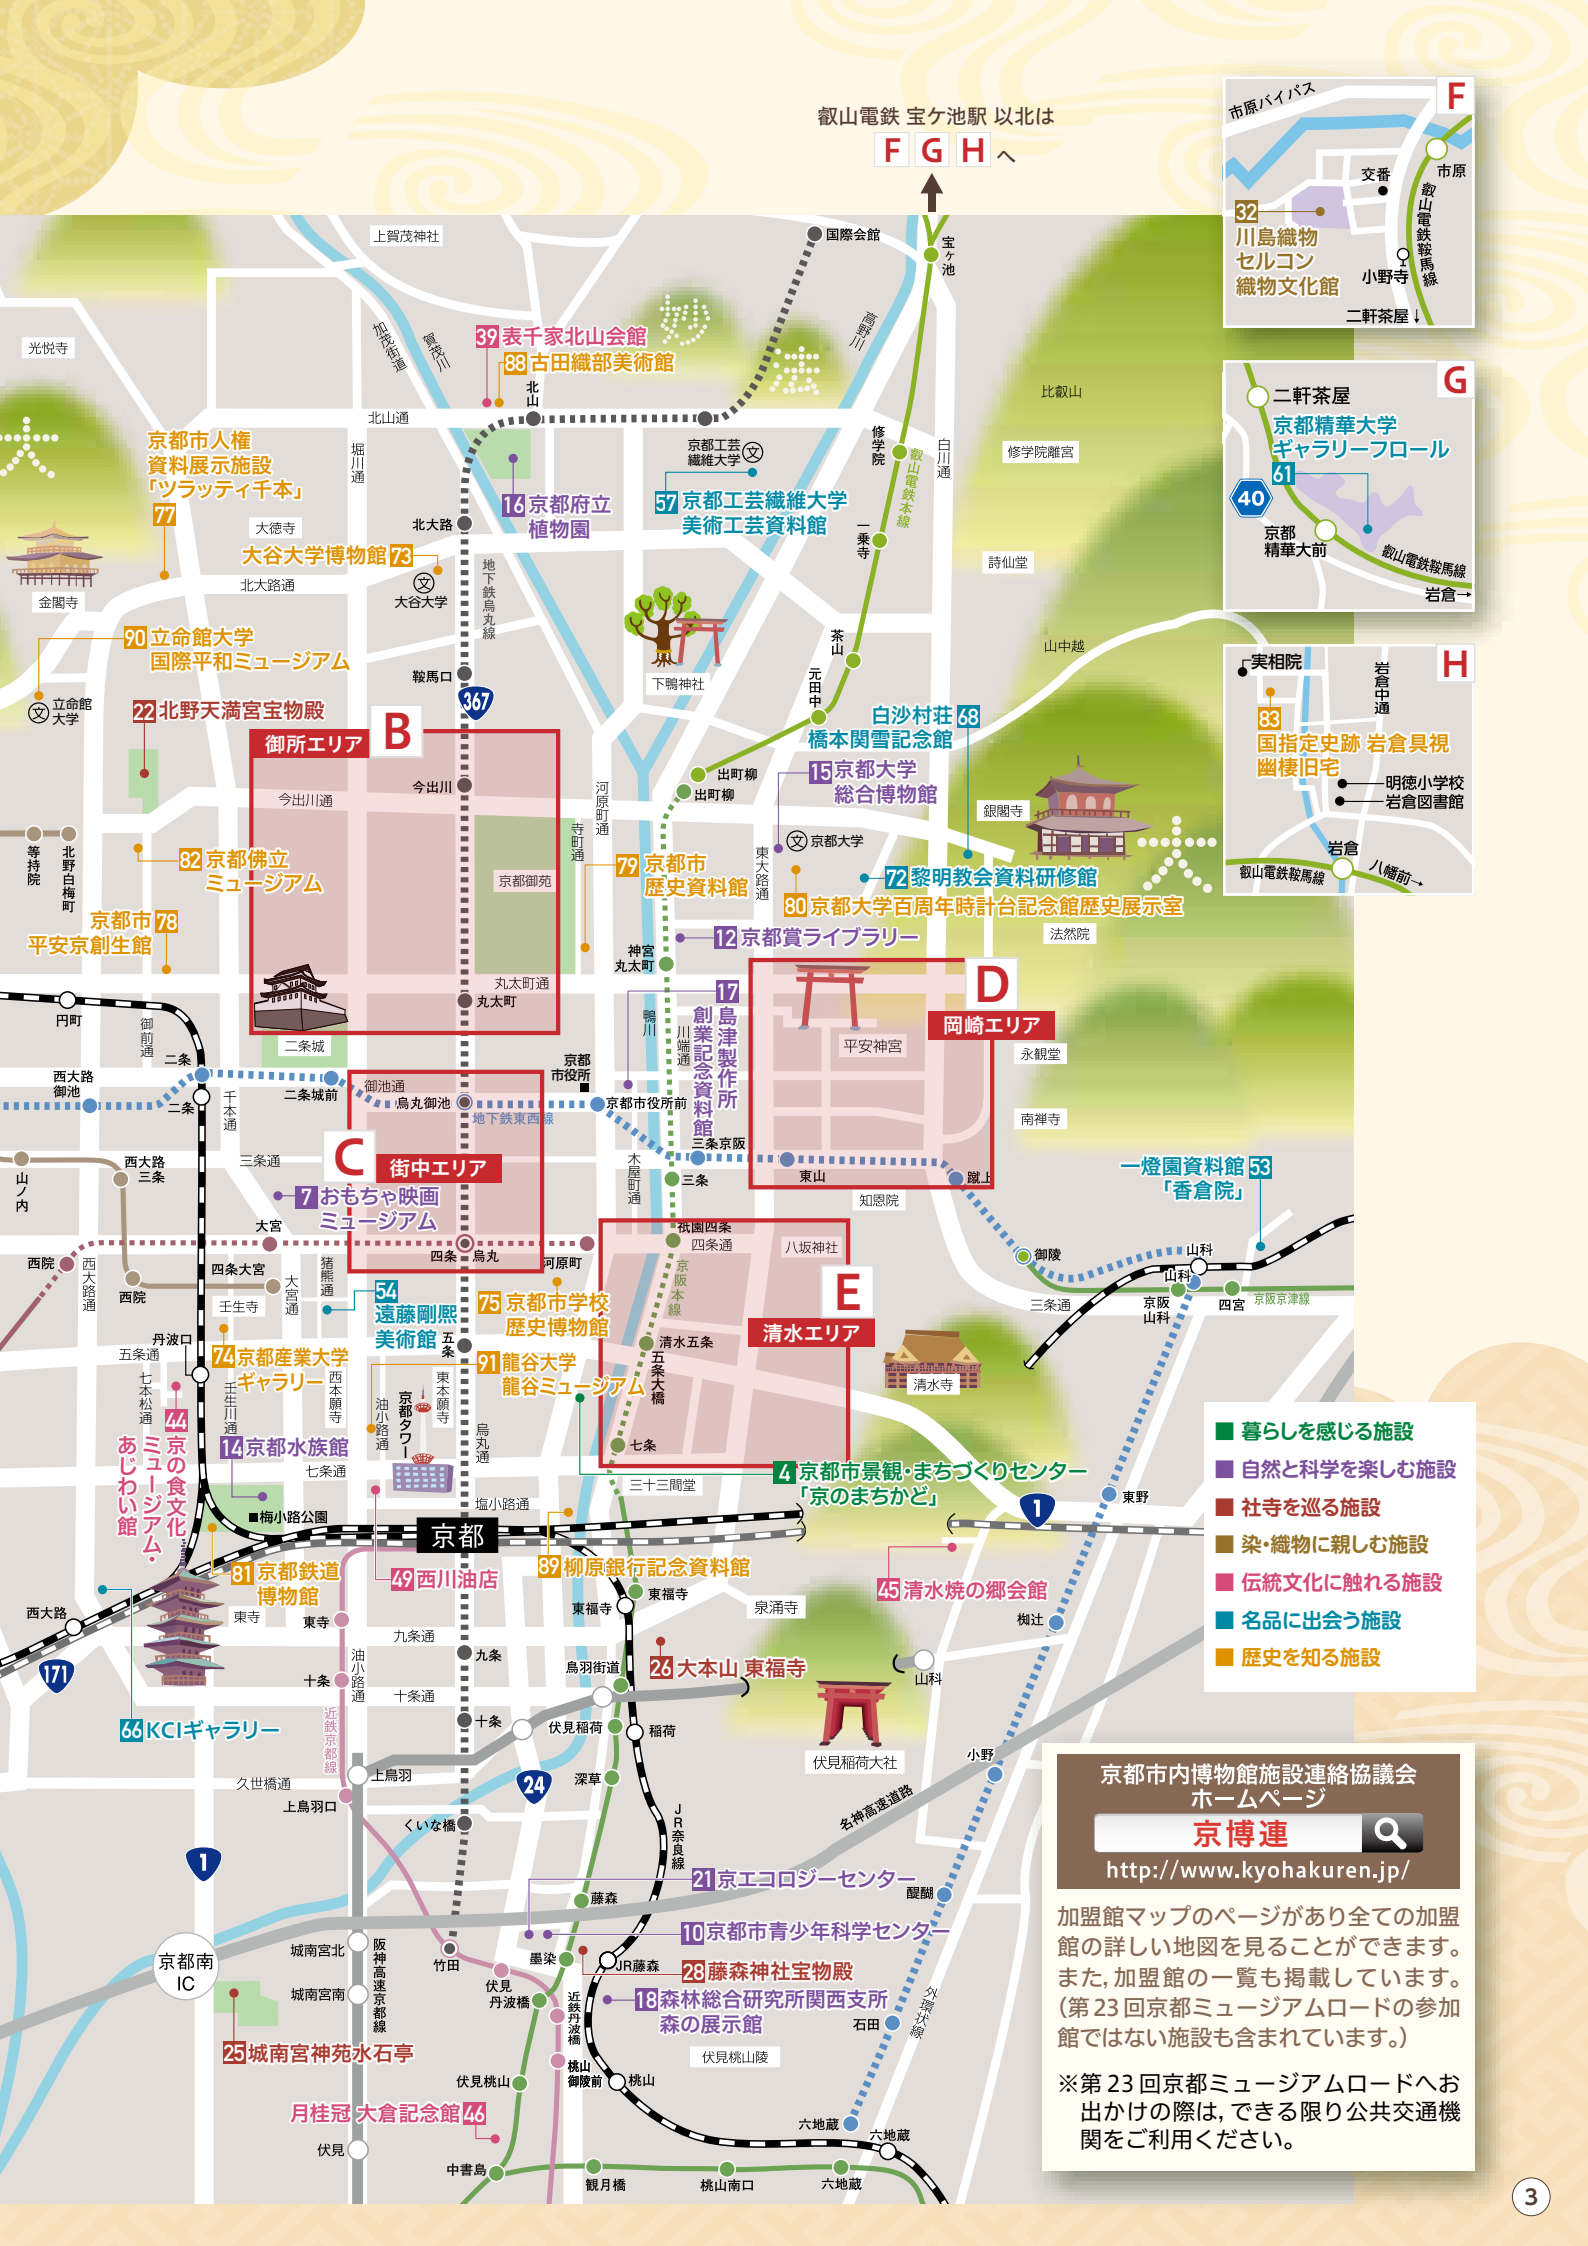 叡山電鉄 宝ケ池駅 以北は
F G H へ
F
市原バイパス
交番
市原
叡山電鉄鞍馬線
32
川島織物
セルコン
織物文化館
小野寺
二軒茶屋↓
G
二軒茶屋
京都精華大学
ギャラリーフロール
61
40
京都
精華大前
叡山電鉄鞍馬線
岩倉→
H
実相院
岩倉中通
83
国指定史跡 岩倉具視
幽棲旧宅
明徳小学校
岩倉図書館
岩倉
叡山電鉄鞍馬線
八幡前→
上賀茂神社
国際会館
宝ヶ池
光悦寺
加茂街道
賀茂川
高野川
39 表千家北山会館
88 古田織部美術館
北山
北山通
堀川通
比叡山
京都市人権
資料展示施設
「ツラッティ千本」
77
京都工芸
繊維大学
文
修学院
叡山電鉄本線
白川通
修学院離宮
16 京都府立
植物園
57 京都工芸繊維大学
美術工芸資料館
大徳寺
北大路
一乗寺
大谷大学博物館 73
地下鉄烏丸線
詩仙堂
文
大谷大学
北大路通
金閣寺
90 立命館大学
国際平和ミュージアム
茶山
山中越
鞍馬口
下鴨神社
元田中
文
立命館
大学
22 北野天満宮宝物殿
367
B
御所エリア
白沙村荘 68
橋本関雪記念館
15 京都大学
総合博物館
出町柳
出町柳
今出川
今出川通
河原町通
寺町通
銀閣寺
文 京都大学
東大路通
等持院
北野白梅町
82 京都佛立
ミュージアム
79 京都市
歴史資料館
京都御苑
72 黎明教会資料研修館
80 京都大学百周年時計台記念館歴史展示室
京都市 78
平安京創生館
法然院
12 京都賞ライブラリー
神宮
丸太町
丸太町通
丸太町
17
島津製作所
創業記念資料館
D
岡崎エリア
円町
御前通
二条城
鴨川
川端通
平安神宮
永観堂
二条
京都
市役所
西大路
御池
二条
千本通
二条城前
御池通
烏丸御池
地下鉄東西線
京都市役所前
南禅寺
三条京阪
C
街中エリア
西大路
三条
三条通
木屋町通
三条
東山
蹴上
一燈園資料館 53
「香倉院」
山ノ内
7 おもちゃ映画
ミュージアム
知恩院
大宮
祇園四条
四条通
八坂神社
西院
西大路通
四条大宮
猪熊通
四条
烏丸
河原町
京阪本線
御陵
山科
山科
西院
大宮通
壬生寺
54
遠藤剛熈
美術館
75 京都市学校
歴史博物館
E
清水エリア
三条通
京阪
山科
四宮
京阪京津線
丹波口
五条通
74 京都産業大学
ギャラリー
五条
清水五条
五条大橋
91 龍谷大学
龍谷ミュージアム
清水寺
七本松通
壬生川通
西本願寺
油小路通
京都タワー
東本願寺
烏丸通
44
京の食文化
ミュージアム・
あじわい館
14 京都水族館
七条通
七条
三十三間堂
4 京都市景観・まちづくりセンター
「京のまちかど」
塩小路通
1
東野
梅小路公園
京都
81 京都鉄道
博物館
49 西川油店
89 柳原銀行記念資料館
45 清水焼の郷会館
東福寺
東福寺
泉涌寺
椥辻
西大路
東寺
東寺
九条通
九条
171
鳥羽街道
26 大本山 東福寺
山科
十条
油小路通
十条通
66 KCIギャラリー
近鉄京都線
十条
伏見稲荷
稲荷
伏見稲荷大社
小野
久世橋通
上鳥羽
上鳥羽口
24
深草
くいな橋
JR奈良線
名神高速道路
1
21 京エコロジーセンター
醍醐
藤森
10 京都市青少年科学センター
京都南
IC
城南宮北
阪神高速京都線
竹田
墨染
JR藤森
28 藤森神社宝物殿
伏見
城南宮南
丹波橋
近鉄丹波橋
18 森林総合研究所関西支所
森の展示館
石田
外環状線
25 城南宮神苑水石亭
伏見桃山陵
伏見桃山
桃山
御陵前
桃山
月桂冠 大倉記念館 46
六地蔵
六地蔵
伏見
中書島
観月橋
桃山南口
六地蔵
■ 暮らしを感じる施設
■ 自然と科学を楽しむ施設
■ 社寺を巡る施設
■ 染・織物に親しむ施設
■ 伝統文化に触れる施設
■ 名品に出会う施設
■ 歴史を知る施設
京都市内博物館施設連絡協議会
ホームページ
京博連
http://www.kyohakuren.jp/
加盟館マップのページがあり全ての加盟
館の詳しい地図を見ることができます。
また,加盟館の一覧も掲載しています。
（第23回京都ミュージアムロードの参加
館ではない施設も含まれています。）
※第23回京都ミュージアムロードへお
出かけの際は,できる限り公共交通機
関をご利用ください。
3